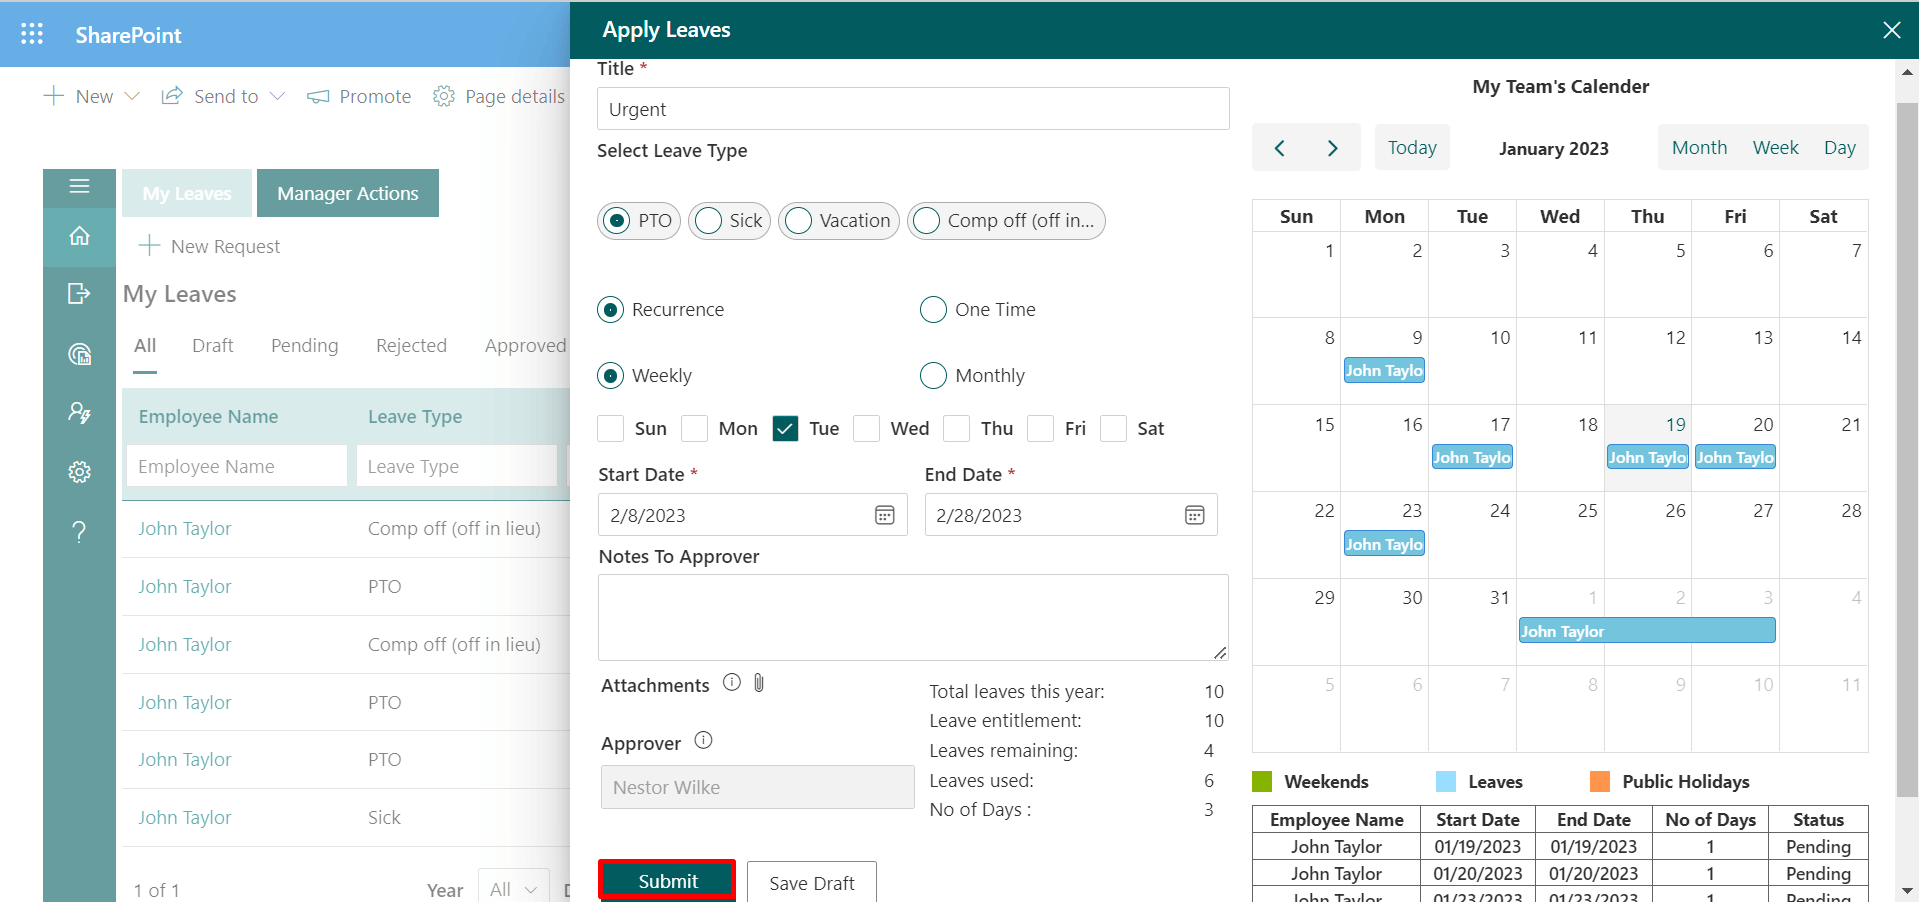 SharePoint
New
Send to
Promote
Page details
My Leaves
Manager Actions
New Request
My Leaves
All Draft Pending Rejected Approved
Employee Name Leave Type
Employee Name Leave Type
John Taylor Comp off (off in lieu)
John Taylor PTO
John Taylor Comp off (off in lieu)
John Taylor PTO
John Taylor PTO
John Taylor Sick
1 of 1 Year All
Apply Leaves
Title *
Urgent
Select Leave Type
PTO Sick Vacation Comp off (off in...
Recurrence One Time
Weekly Monthly
Sun Mon Tue Wed Thu Fri Sat
Start Date * End Date *
2/8/2023 2/28/2023
Notes To Approver
Attachments
Approver
Nestor Wilke
Total leaves this year: 10
Leave entitlement: 10
Leaves remaining: 4
Leaves used: 6
No of Days : 3
Submit Save Draft
My Team's Calender
Today January 2023 Month Week Day
Sun Mon Tue Wed Thu Fri Sat
1 2 3 4 5 6 7
8 9 10 11 12 13 14
John Taylo
15 16 17 18 19 20 21
John Taylo John Taylo John Taylo
22 23 24 25 26 27 28
John Taylo
29 30 31 1 2 3 4
John Taylor
5 6 7 8 9 10 11
Weekends Leaves Public Holidays
Employee Name Start Date End Date No of Days Status
John Taylor 01/19/2023 01/19/2023 1 Pending
John Taylor 01/20/2023 01/20/2023 1 Pending
John Taylor 01/23/2023 01/23/2023 1 Pending